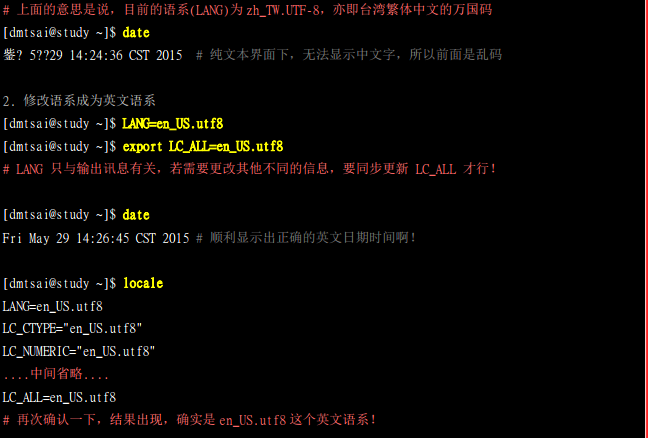 # 上面的意思是说，目前的语系(LANG)为 zh_TW.UTF-8，亦即台湾繁体中文的万国码
[dmtsai@study ~]$ date
鈭? 5??29 14:24:36 CST 2015  # 纯文本界面下，无法显示中文字，所以前面是乱码
2. 修改语系成为英文语系
[dmtsai@study ~]$ LANG=en_US.utf8
[dmtsai@study ~]$ export LC_ALL=en_US.utf8
# LANG 只与输出讯息有关，若需要更改其他不同的信息，要同步更新 LC_ALL 才行！
[dmtsai@study ~]$ date
Fri May 29 14:26:45 CST 2015 # 顺利显示出正确的英文日期时间啊！
[dmtsai@study ~]$ locale
LANG=en_US.utf8
LC_CTYPE="en_US.utf8"
LC_NUMERIC="en_US.utf8"
....中间省略....
LC_ALL=en_US.utf8
# 再次确认一下，结果出现，确实是 en_US.utf8 这个英文语系！